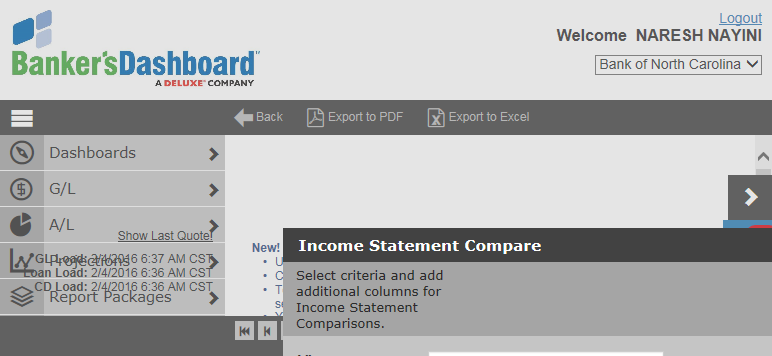 Logout
Welcome NARESH NAYINI
Banker'sDashboard™
A DELUXE® COMPANY
Bank of North Carolina
Back
Export to PDF
Export to Excel
Dashboards
G/L
A/L
Show Last Quote!
Projections
GL Load: 2/4/2016 6:37 AM CST
Loan Load: 2/4/2016 6:36 AM CST
CD Load: 2/4/2016 6:36 AM CST
Report Packages
New!
Income Statement Compare
Select criteria and add
additional columns for
Income Statement
Comparisons.